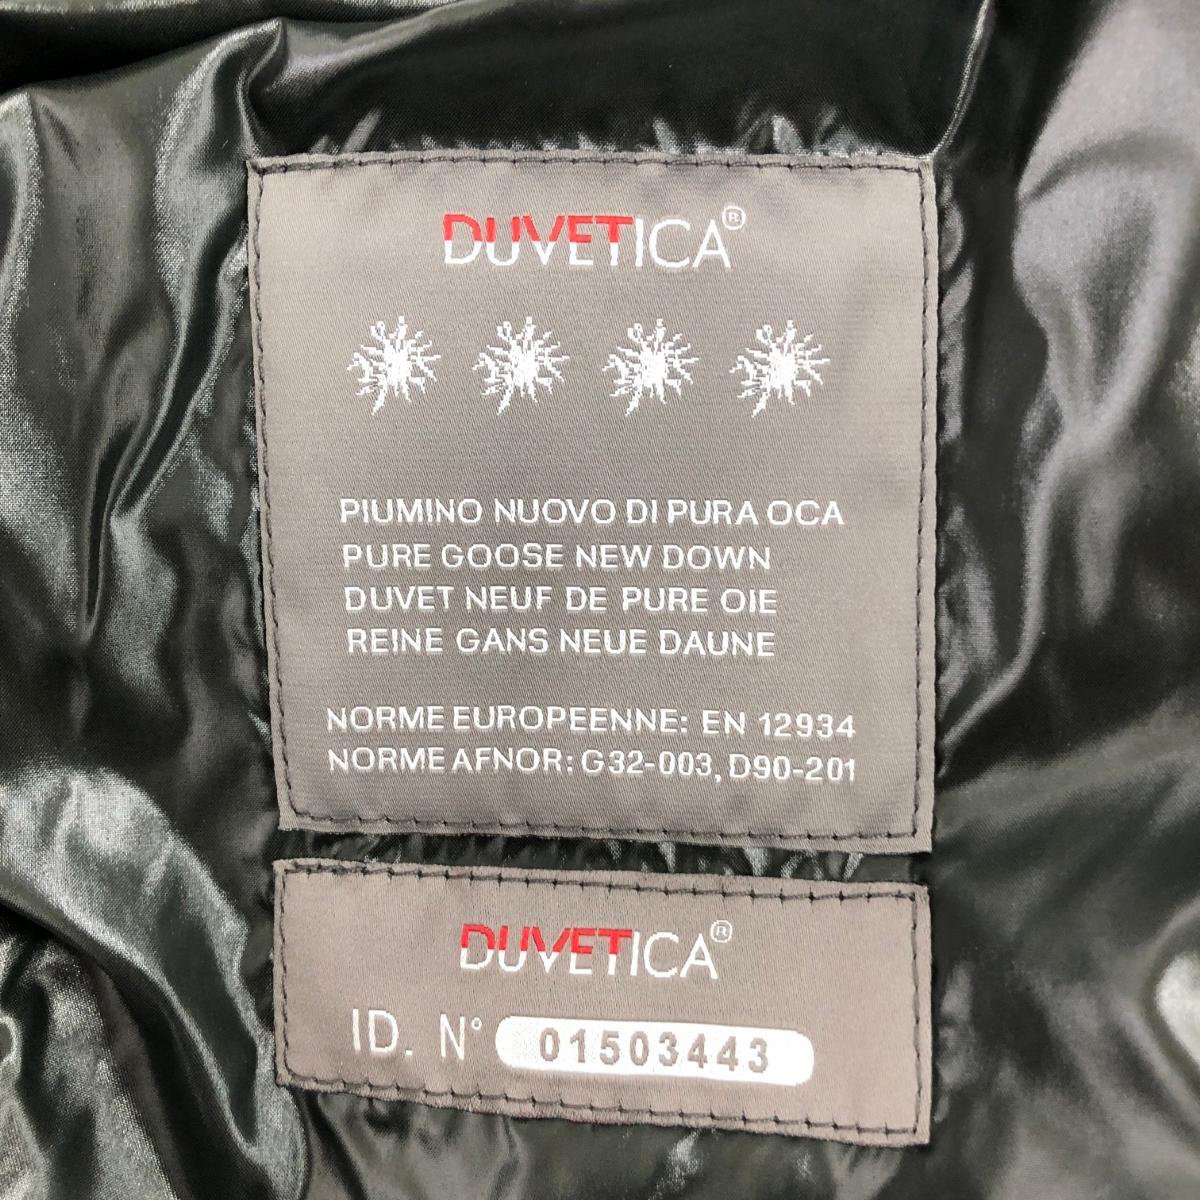 DUVETICA®
PIUMINO NUOVO DI PURA OCA
PURE GOOSE NEW DOWN
DUVET NEUF DE PURE OIE
REINE GANS NEUE DAUNE
NORME EUROPEENNE: EN 12934
NORME AFNOR: G32-003, D90-201
DUVETICA®
ID. N° 01503443